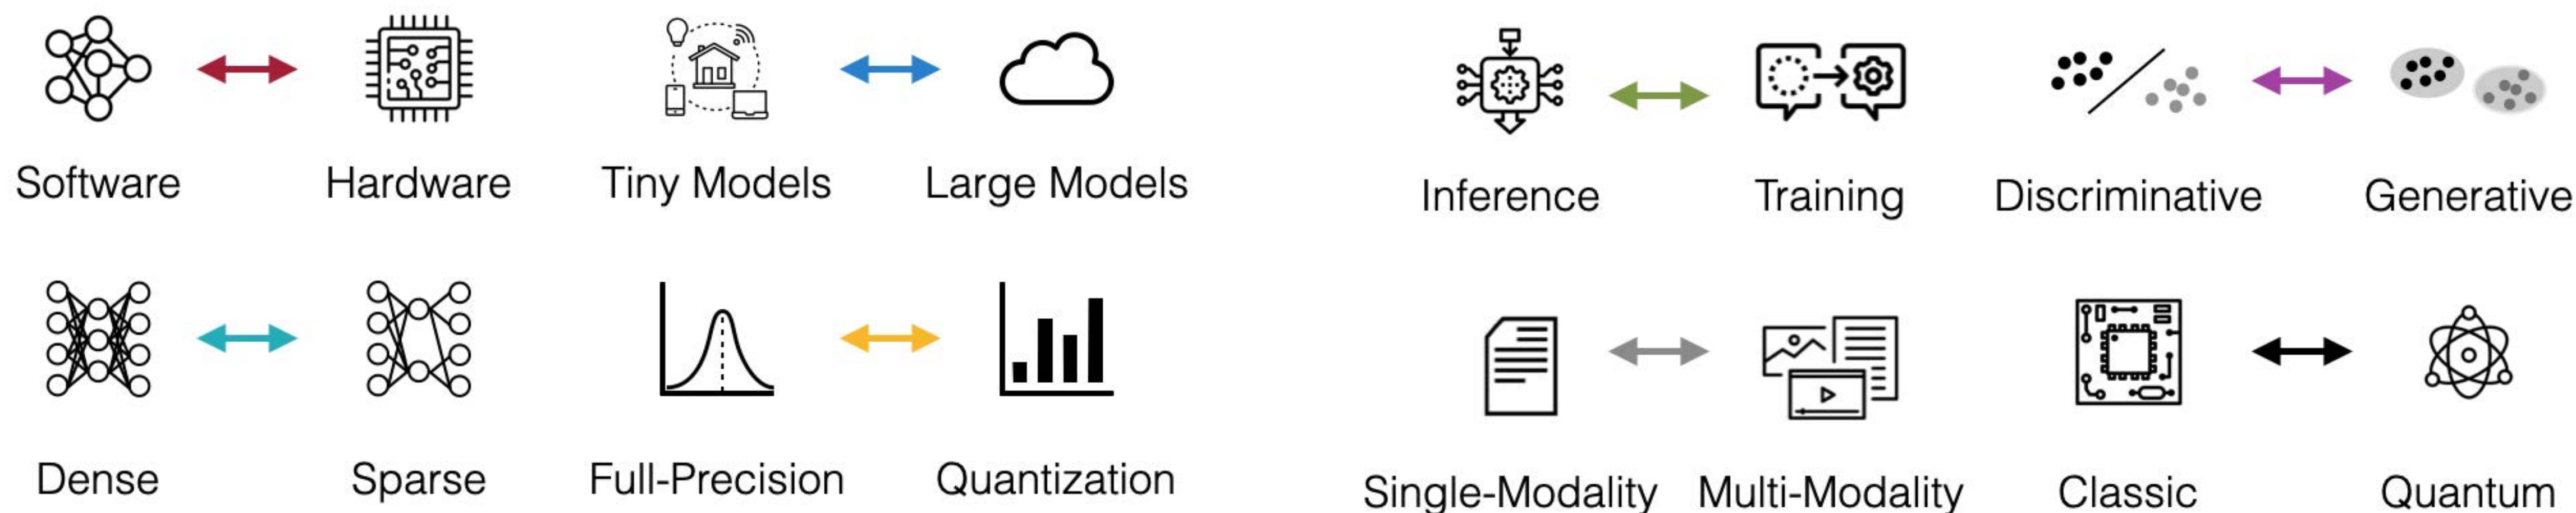 Software
Hardware
Tiny Models
Large Models
Inference
Training
Discriminative
Generative
Dense
Sparse
Full-Precision
Quantization
Single-Modality
Multi-Modality
Classic
Quantum